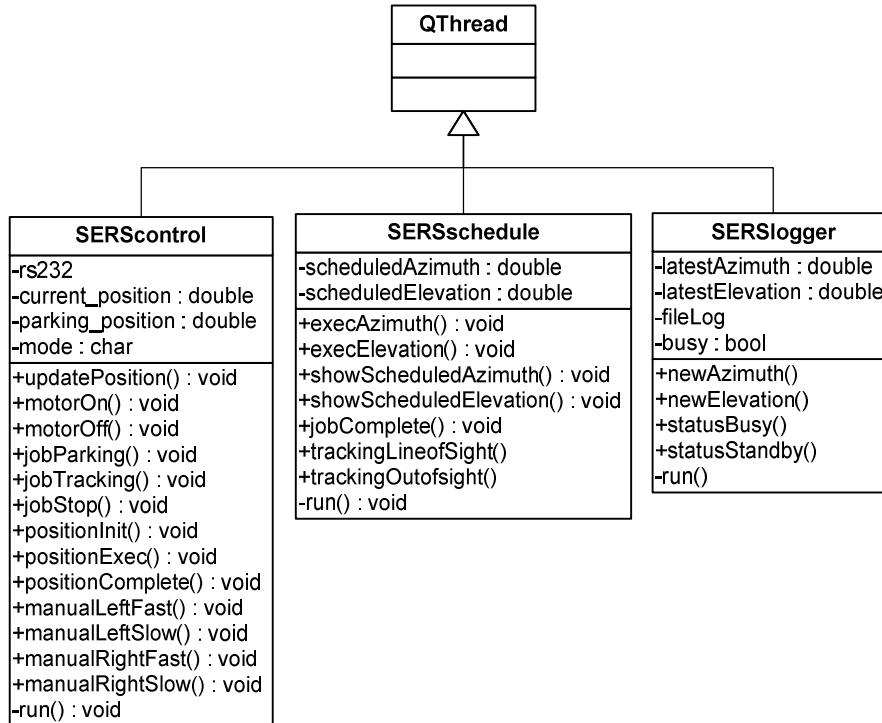 QThread
SERScontrol
-rs232
-current_position : double
-parking_position : double
-mode : char
+updatePosition() : void
+motorOn() : void
+motorOff() : void
+jobParking() : void
+jobTracking() : void
+jobStop() : void
+positionInit() : void
+positionExec() : void
+positionComplete() : void
+manualLeftFast() : void
+manualLeftSlow() : void
+manualRightFast() : void
+manualRightSlow() : void
-run() : void
SERSschedule
-scheduledAzimuth : double
-scheduledElevation : double
+execAzimuth() : void
+execElevation() : void
+showScheduledAzimuth() : void
+showScheduledElevation() : void
+jobComplete() : void
+trackingLineofSight()
+trackingOutofsight()
-run() : void
SERSlogger
-latestAzimuth : double
-latestElevation : double
-fileLog
-busy : bool
+newAzimuth()
+newElevation()
+statusBusy()
+statusStandby()
-run()